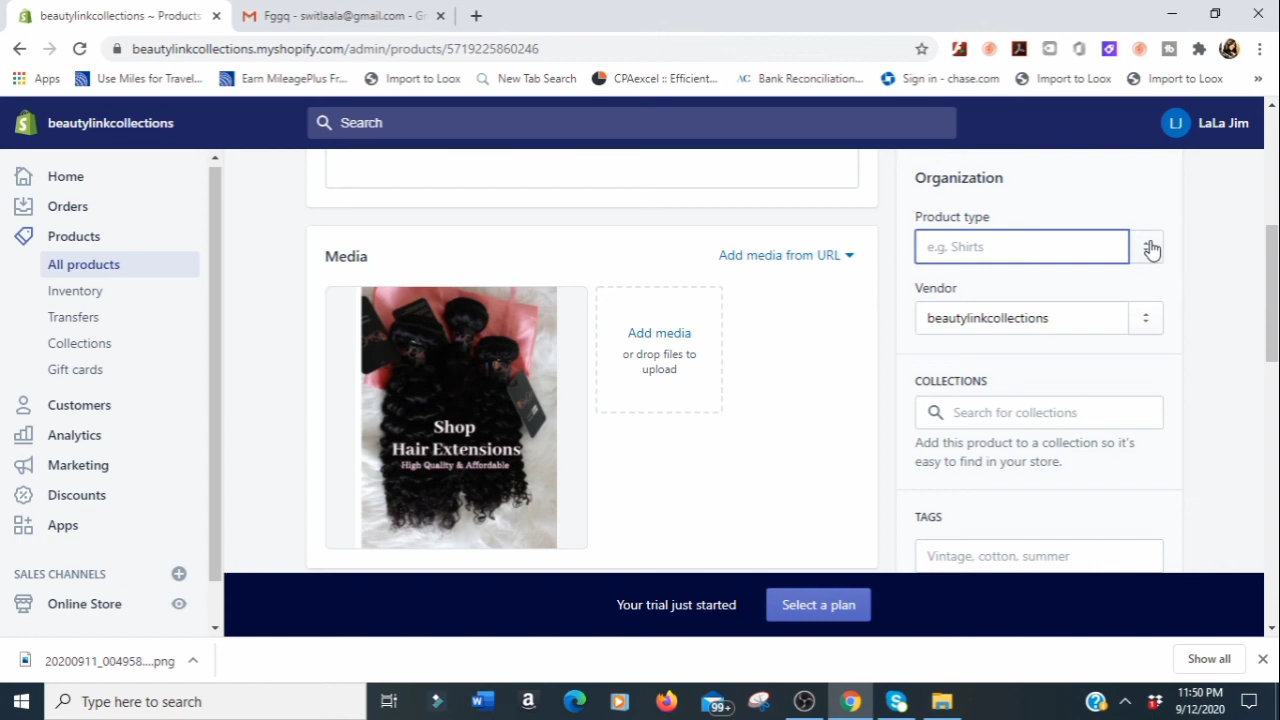 beautylinkcollections ~ Products
Fggq - switlaala@gmail.com - Gr
beautylinkcollections.myshopify.com/admin/products/5719225860246
Apps
Use Miles for Travel...
Earn MileagePlus Fr...
Import to Loox
New Tab Search
CPAexcel :: Efficient...
AC Bank Reconciliation...
Sign in - chase.com
Import to Loox
Import to Loox
»
beautylinkcollections
Search
LJ
LaLa Jim
Home
Orders
Products
All products
Inventory
Transfers
Collections
Gift cards
Customers
Analytics
Marketing
Discounts
Apps
SALES CHANNELS
Online Store
Media
Add media from URL
Shop
Hair Extensions
High Quality & Affordable
Add media
or drop files to
upload
Organization
Product type
e.g. Shirts
Vendor
beautylinkcollections
COLLECTIONS
Search for collections
Add this product to a collection so it's
easy to find in your store.
TAGS
Vintage, cotton, summer
Your trial just started
Select a plan
20200911_004958....png
Show all
Type here to search
99+
11:50 PM
9/12/2020